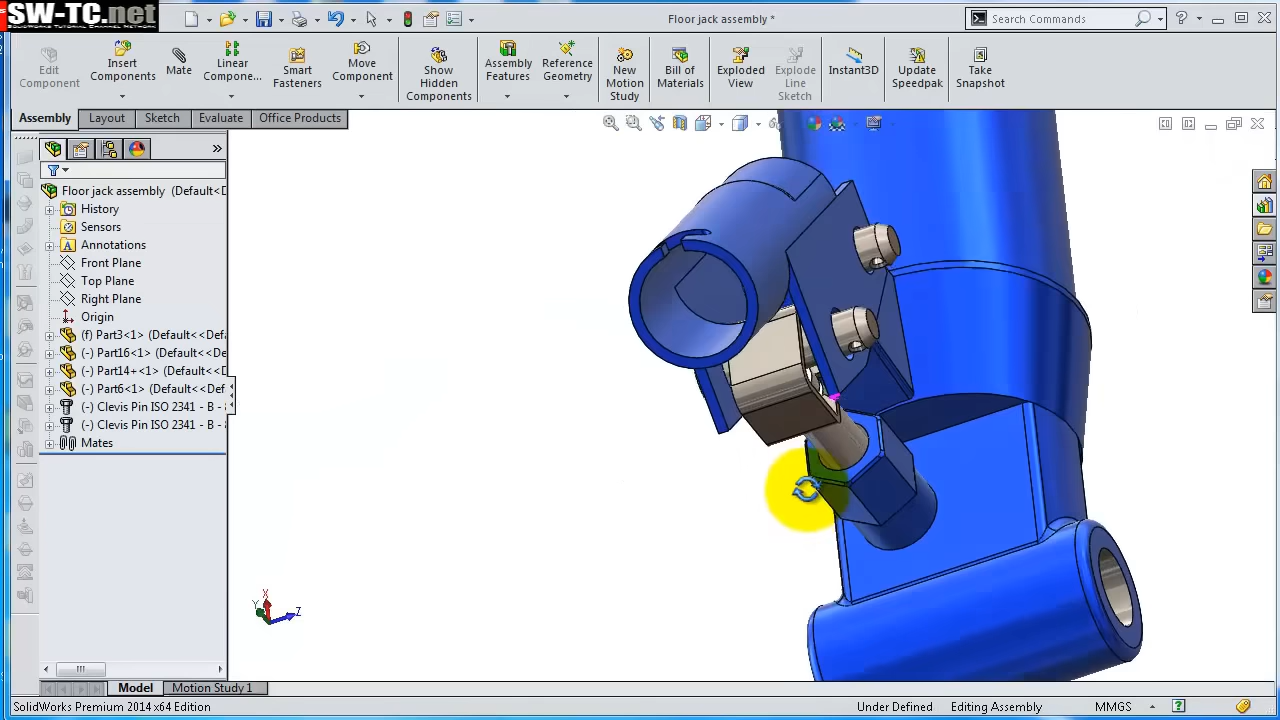 SW-TC.net
SOLIDWORKS TUTORIAL CHANNEL NETWORK
Floor jack assembly *
Search Commands
Edit Component
Insert Components
Mate
Linear Compone...
Smart Fasteners
Move Component
Show Hidden Components
Assembly Features
Reference Geometry
New Motion Study
Bill of Materials
Exploded View
Explode Line Sketch
Instant3D
Update Speedpak
Take Snapshot
Assembly
Layout
Sketch
Evaluate
Office Products
Floor jack assembly (Default<D
History
Sensors
Annotations
Front Plane
Top Plane
Right Plane
Origin
(f) Part3<1> (Default<<Defa
(-) Part16<1> (Default<<De
(-) Part14+<1> (Default<<D
(-) Part6<1> (Default<<Def
(-) Clevis Pin ISO 2341 - B -
(-) Clevis Pin ISO 2341 - B -
Mates
X
Y
Z
Model
Motion Study 1
SolidWorks Premium 2014 x64 Edition
Under Defined
Editing Assembly
MMGS